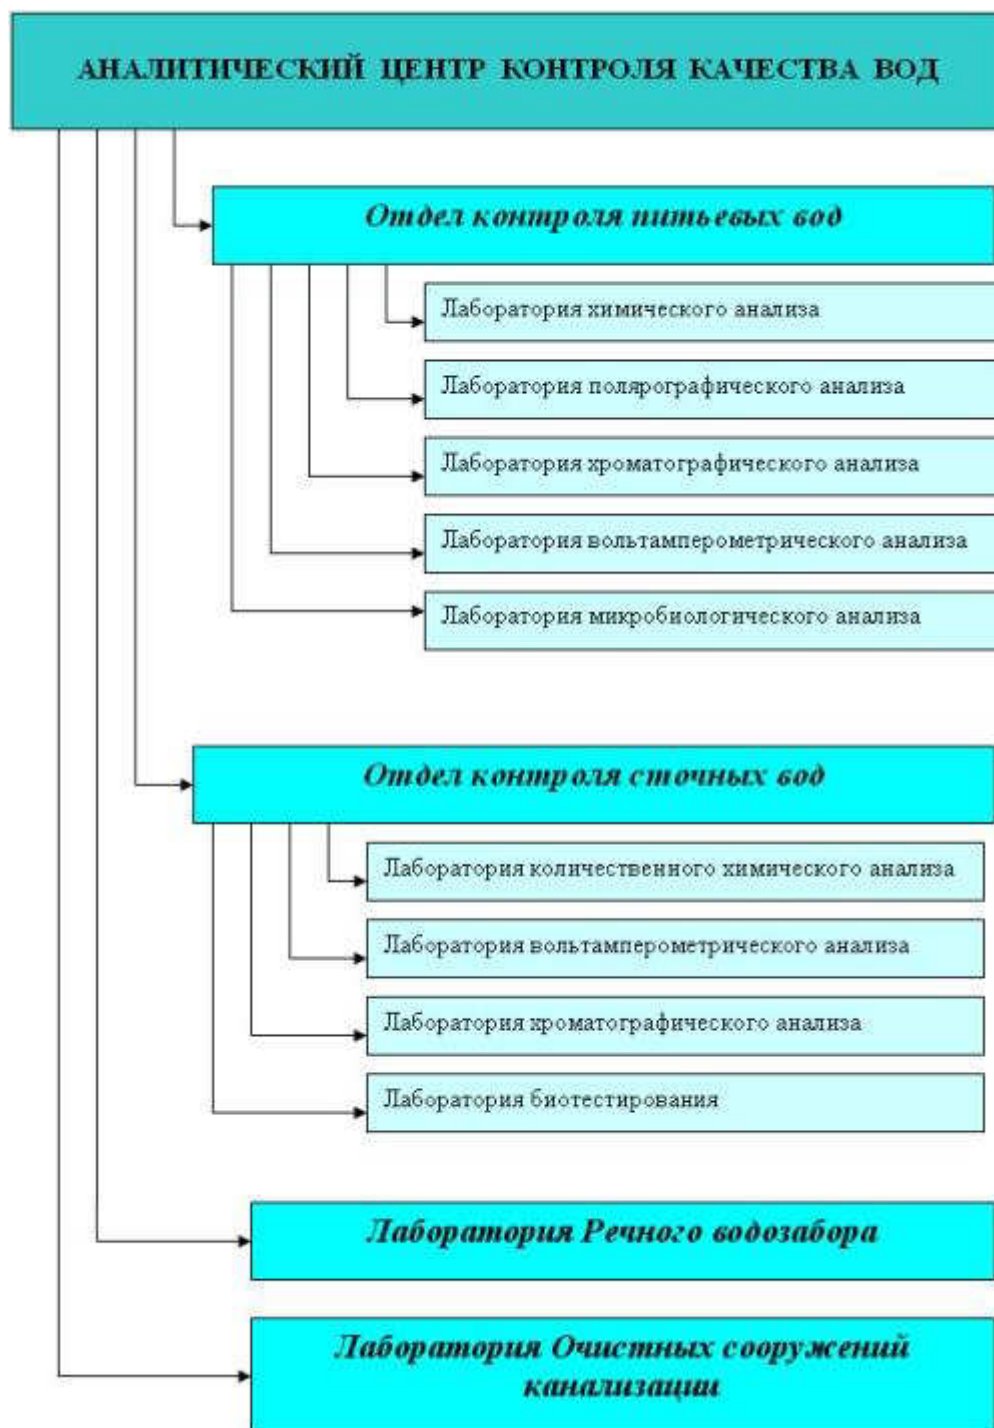 АНАЛИТИЧЕСКИЙ ЦЕНТР КОНТРОЛЯ КАЧЕСТВА ВОД
Отдел контроля питьевых вод
Лаборатория химического анализа
Лаборатория полярографического анализа
Лаборатория хроматографического анализа
Лаборатория вольтамперометрического анализа
Лаборатория микробиологического анализа
Отдел контроля сточных вод
Лаборатория количественного химического анализа
Лаборатория вольтамперометрического анализа
Лаборатория хроматографического анализа
Лаборатория биотестирования
Лаборатория Речного водозабора
Лаборатория Очистных сооружений
канализации